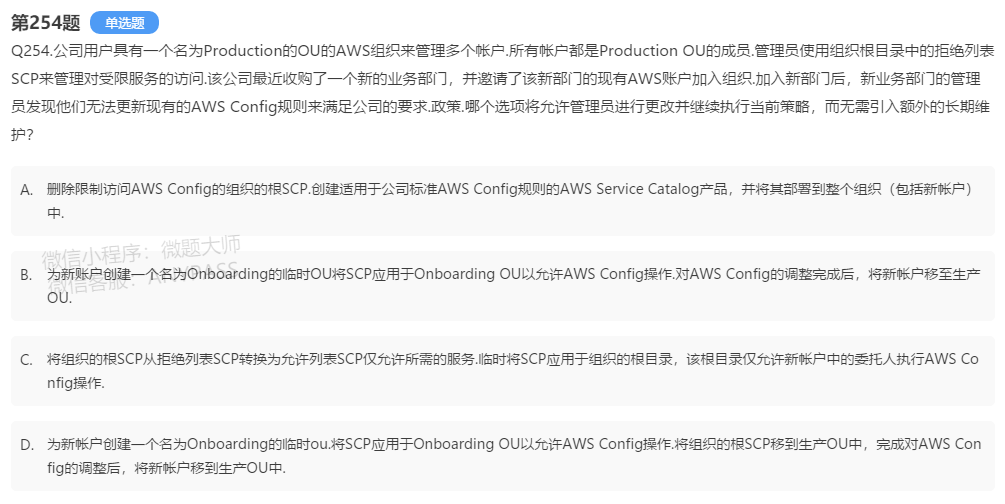 第254题 单选题
Q254.公司用户具有一个名为Production的OU的AWS组织来管理多个帐户.所有帐户都是Production OU的成员.管理员使用组织根目录中的拒绝列表
SCP来管理对受限服务的访问.该公司最近收购了一个新的业务部门，并邀请了该新部门的现有AWS账户加入组织.加入新部门后，新业务部门的管理
员发现他们无法更新现有的AWS Config规则来满足公司的要求.政策.哪个选项将允许管理员进行更改并继续执行当前策略，而无需引入额外的长期维
护?
A. 删除限制访问AWS Config的组织的根SCP.创建适用于公司标准AWS Config规则的AWS Service Catalog产品，并将其部署到整个组织（包括新帐户）
中.
微信小程序：微题大师
B. 为新账户创建一个名为Onboarding的临时OU将SCP应用于Onboarding OU以允许AWS Config操作.对AWS Config的调整完成后，将新帐户移至生产
微信客服：
OU.
C. 将组织的根SCP从拒绝列表SCP转换为允许列表SCP仅允许所需的服务.临时将SCP应用于组织的根目录，该根目录仅允许新帐户中的委托人执行AWS Co
nfig操作.
D. 为新帐户创建一个名为Onboarding的临时ou.将SCP应用于Onboarding OU以允许AWS Config操作.将组织的根SCP移到生产OU中，完成对AWS Con
fig的调整后，将新帐户移到生产OU中.